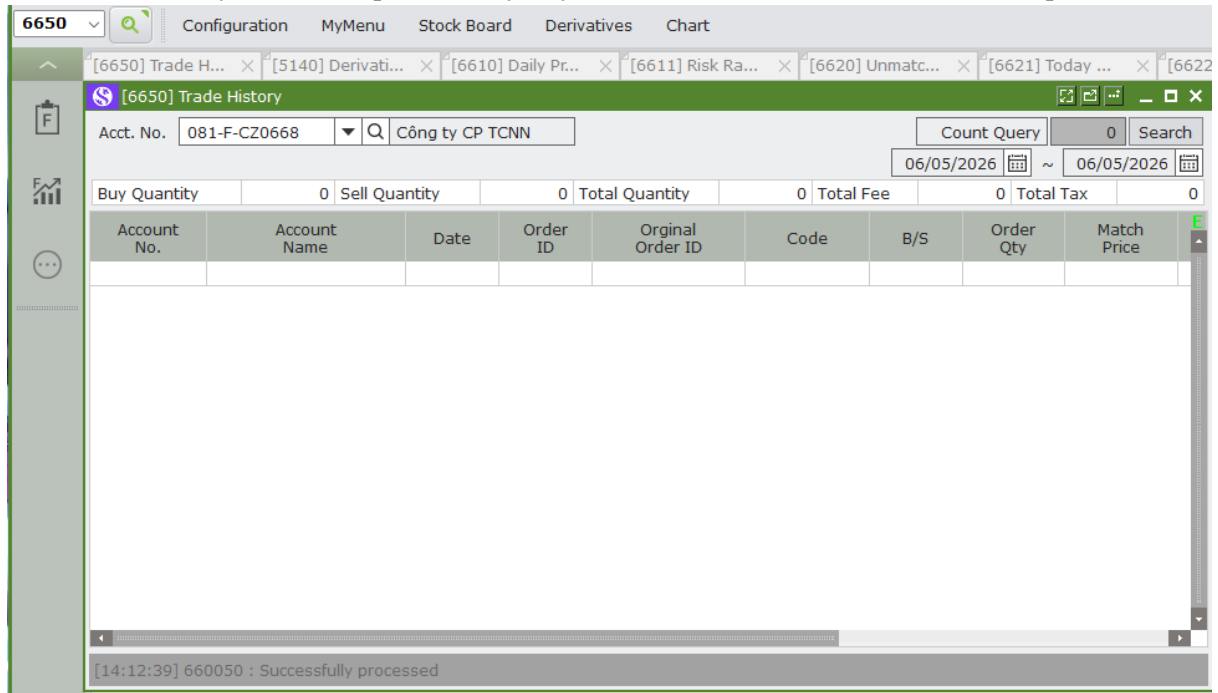 6650 Configuration MyMenu Stock Board Derivatives Chart
[6650] Trade H... [5140] Derivati... [6610] Daily Pr... [6611] Risk Ra... [6620] Unmatc... [6621] Today ... [6622
[6650] Trade History
F
Acct. No. 081-F-CZ0668 Công ty CP TCNN Count Query 0 Search
06/05/2026 ~ 06/05/2026
Buy Quantity 0 Sell Quantity 0 Total Quantity 0 Total Fee 0 Total Tax 0
Account No. Account Name Date Order ID Orginal Order ID Code B/S Order Qty Match Price E
[14:12:39] 660050 : Successfully processed